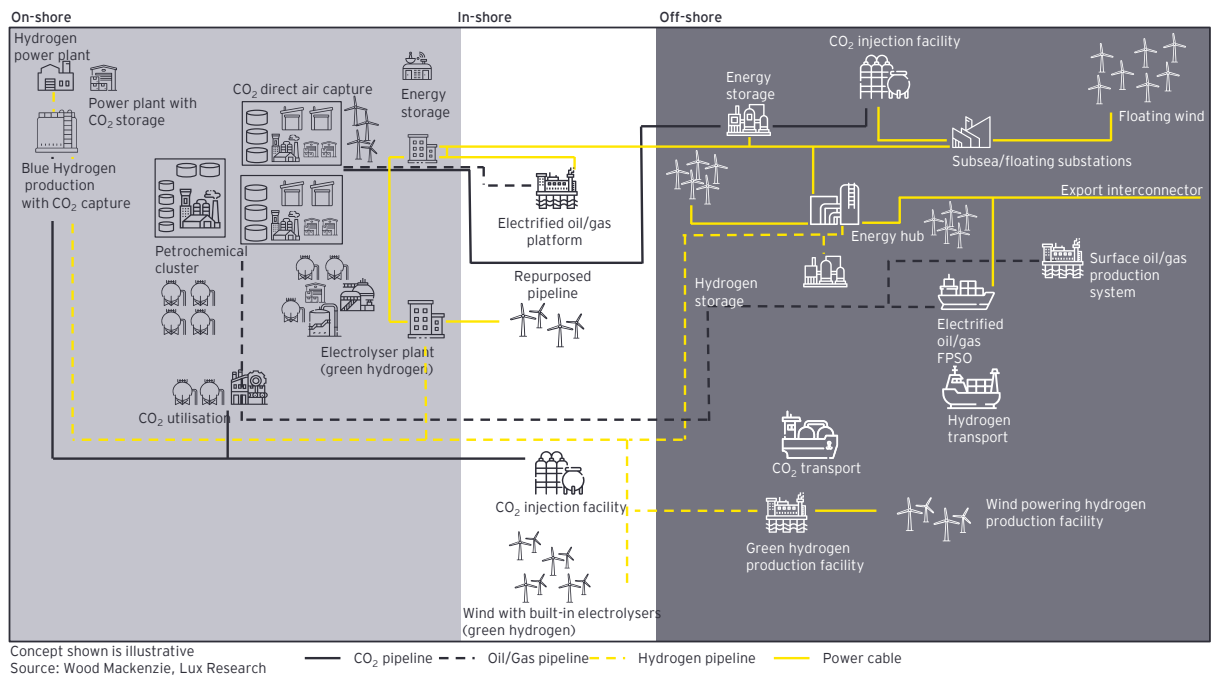 On-shore
In-shore
Off-shore
Hydrogen
power plant
Power plant with
CO₂ storage
Blue Hydrogen
production
with CO₂ capture
CO₂ direct air capture
Energy
storage
Petrochemical
cluster
Electrolyser plant
(green hydrogen)
CO₂ utilisation
Electrified oil/gas
platform
Repurposed
pipeline
CO₂ injection facility
Wind with built-in electrolysers
(green hydrogen)
Energy
storage
CO₂ injection facility
Floating wind
Subsea/floating substations
Export interconnector
Energy hub
Hydrogen
storage
Surface oil/gas
production
system
Electrified
oil/gas
FPSO
Hydrogen
transport
CO₂ transport
Green hydrogen
production facility
Wind powering hydrogen
production facility
Concept shown is illustrative
Source: Wood Mackenzie, Lux Research
CO₂ pipeline
Oil/Gas pipeline
Hydrogen pipeline
Power cable